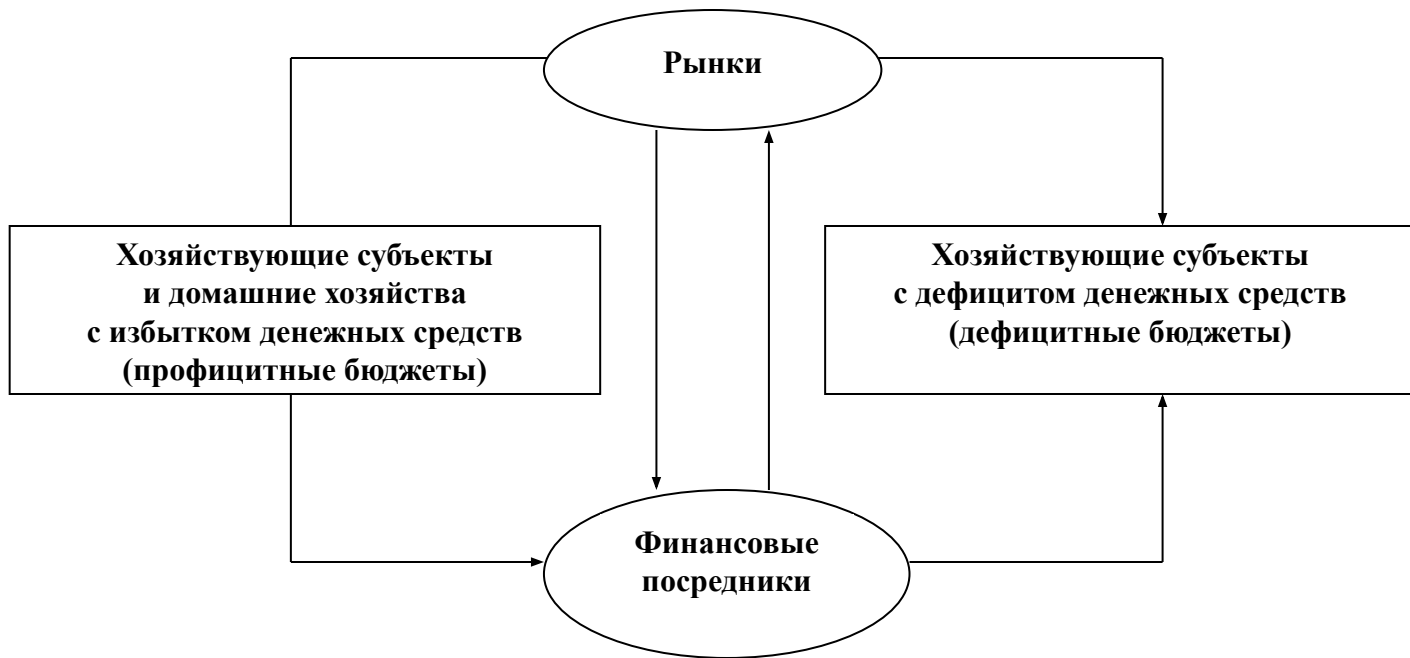 Рынки
Хозяйствующие субъекты
и домашние хозяйства
с избытком денежных средств
(профицитные бюджеты)
Хозяйствующие субъекты
с дефицитом денежных средств
(дефицитные бюджеты)
Финансовые
посредники